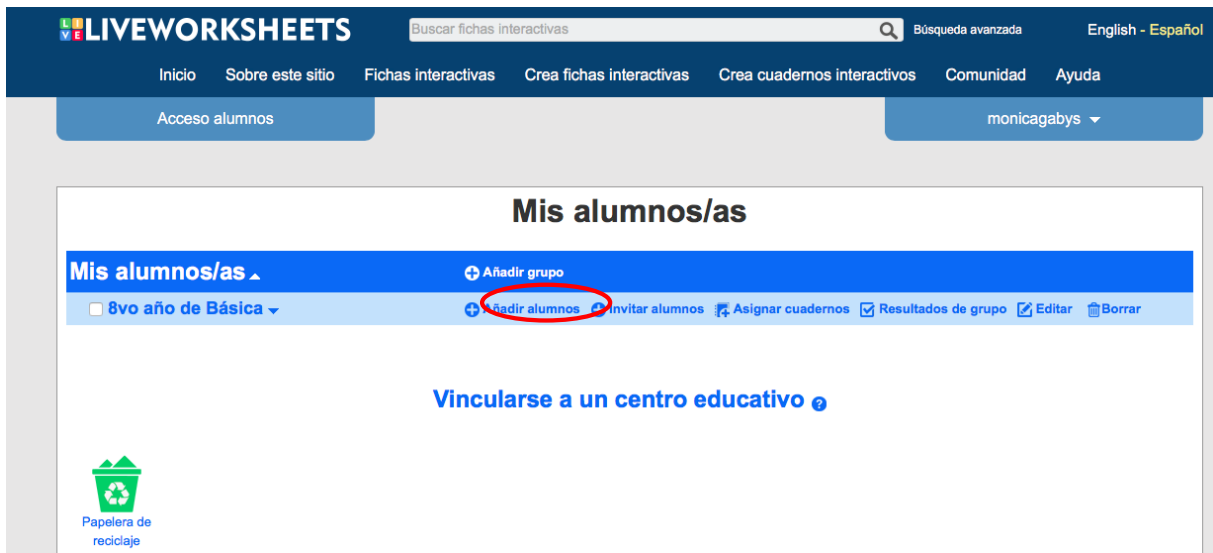 LIVE LIVEWORKSHEETS Buscar fichas interactivas Búsqueda avanzada English - Español
Inicio Sobre este sitio Fichas interactivas Crea fichas interactivas Crea cuadernos interactivos Comunidad Ayuda
Acceso alumnos monicagabys
Mis alumnos/as
Mis alumnos/as Añadir grupo
8vo año de Básica Añadir alumnos Invitar alumnos Asignar cuadernos Resultados de grupo Editar Borrar
Vincularse a un centro educativo ?
Papelera de
reciclaje